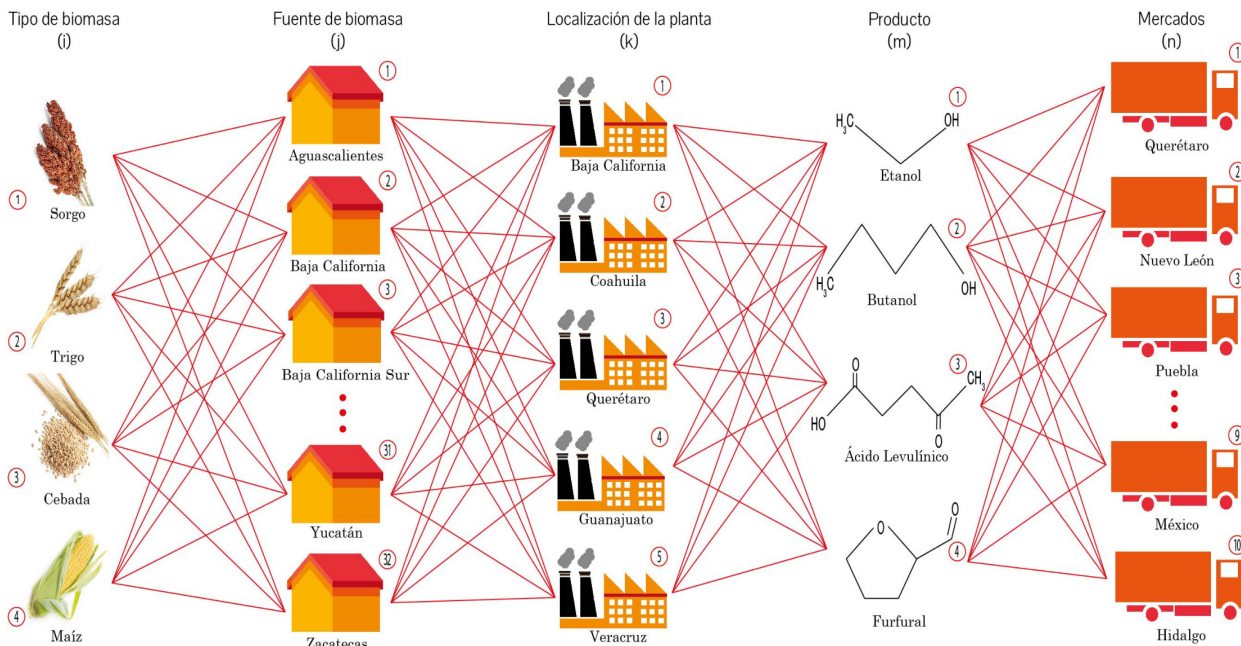 Tipo de biomasa
(i)
Fuente de biomasa
(j)
Localización de la planta
(k)
Producto
(m)
Mercados
(n)
1
Sorgo
2
Trigo
3
Cebada
4
Maíz
1
Aguascalientes
2
Baja California
3
Baja California Sur
31
Yucatán
32
Zacatecas
1
Baja California
2
Coahuila
3
Querétaro
4
Guanajuato
5
Veracruz
1
H₃C
OH
Etanol
2
H₃C
OH
Butanol
3
O
CH₃
HO
O
Ácido Levulínico
O
O
4
Furfural
1
Querétaro
2
Nuevo León
3
Puebla
9
México
10
Hidalgo